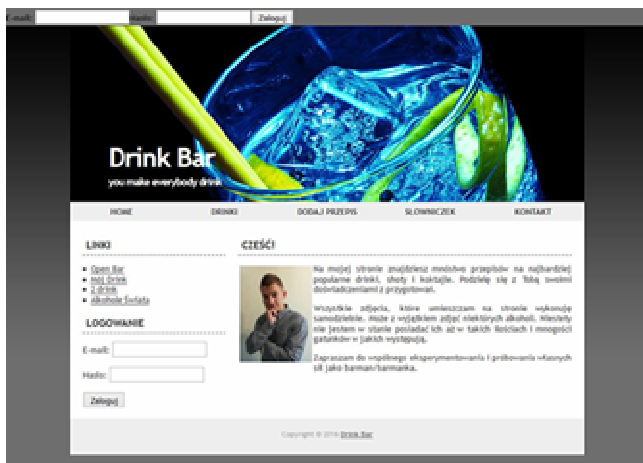 E-mail: Hasło: Zaloguj
Drink Bar
you make everybody drink
HOME DRINKI DODAJ PRZEPIS SŁOWNICZEK KONTAKT
LINKI
Open Bar
Mój Drink
Z drink
Alkohole Świata
LOGOWANIE
E-mail:
Hasło:
Zaloguj
CZEŚĆ!
Na mojej stronie znajdziesz mnóstwo przepisów na najbardziej
popularne drinki, shoty i koktajle. Podzielę się z Tobą swoimi
doświadczeniami z przygotowań.
Wszystkie zdjęcia, które umieszczam na stronie wykonuję
samodzielnie. Może z wyjątkiem zdjęć niektórych alkoholi. Niestety
nie jestem w stanie posiadać ich aż w takich ilościach i mnogości
gatunków w jakich występują.
Zapraszam do wspólnego eksperymentowania i próbowania własnych
sił jako barman/barmanka.
Copyright © 2016 Drink Bar